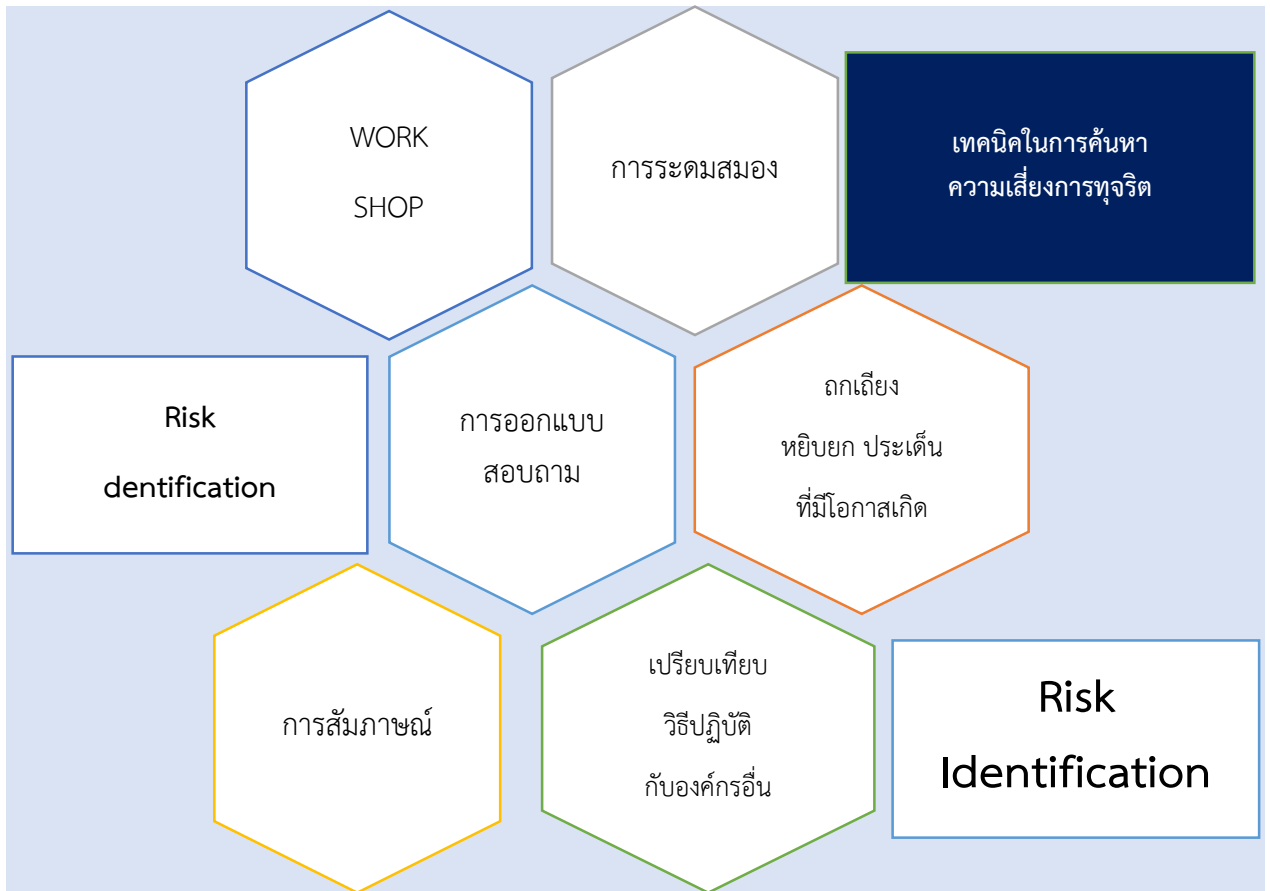 WORK
SHOP
การระดมสมอง
เทคนิคในการค้นหา
ความเสี่ยงการทุจริต
Risk
dentification
การออกแบบ
สอบถาม
ถกเถียง
หยิบยก ประเด็น
ที่มีโอกาสเกิด
การสัมภาษณ์
เปรียบเทียบ
วิธีปฏิบัติ
กับองค์กรอื่น
Risk
Identification